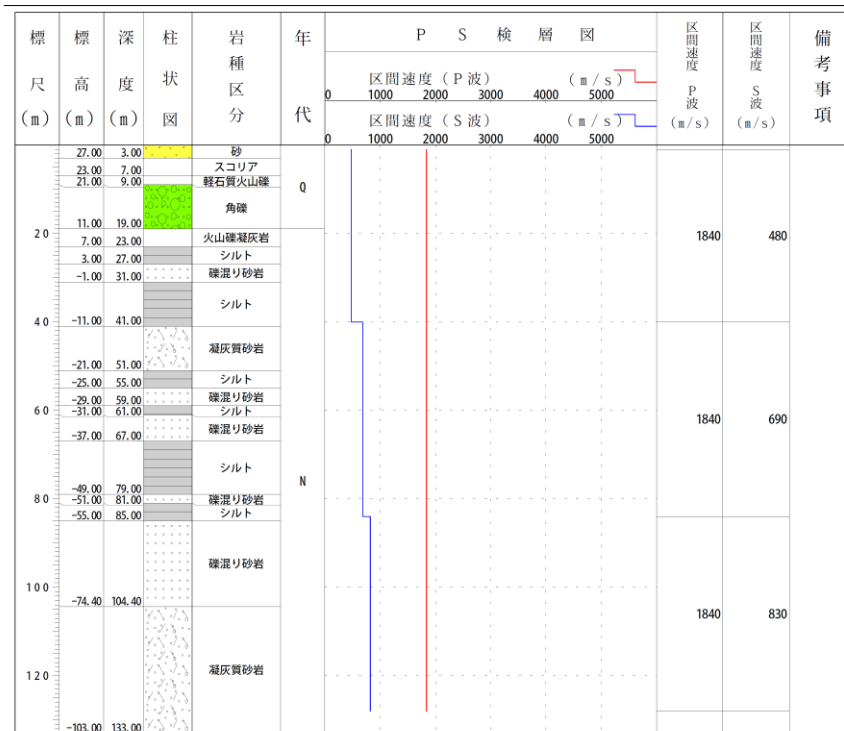 標尺(m) 標高(m) 深度(m) 柱状図 岩種区分 年代 PS検層図 区間速度 P波 (m/s) 区間速度 S波 (m/s) 備考事項
区間速度(P波) (m/s)
0 1000 2000 3000 4000 5000
区間速度(S波) (m/s)
0 1000 2000 3000 4000 5000
27.00 3.00 砂
23.00 7.00 スコリア
21.00 9.00 軽石質火山礫
Q
11.00 19.00 角礫
20
7.00 23.00 火山礫凝灰岩
1840 480
3.00 27.00 シルト
-1.00 31.00 礫混り砂岩
-11.00 41.00 シルト
40
-21.00 51.00 凝灰質砂岩
-25.00 55.00 シルト
-29.00 59.00 礫混り砂岩
60
-31.00 61.00 シルト
1840 690
-37.00 67.00 礫混り砂岩
-49.00 79.00 シルト
N
80
-51.00 81.00 礫混り砂岩
-55.00 85.00 シルト
-74.40 104.40 礫混り砂岩
100
1840 830
120
-103.00 133.00 凝灰質砂岩